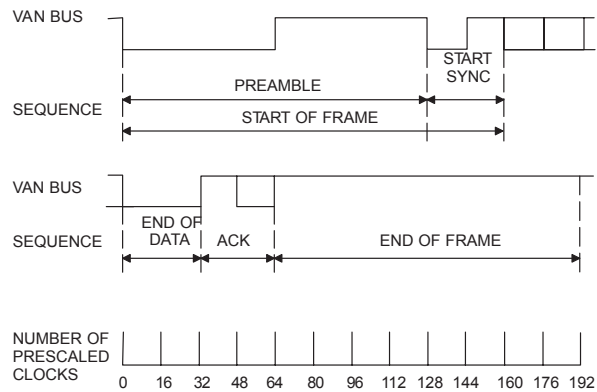 VAN BUS
START
SYNC
PREAMBLE
SEQUENCE
START OF FRAME
VAN BUS
END OF
DATA
ACK
END OF FRAME
SEQUENCE
NUMBER OF
PRESCALED
CLOCKS
0 16 32 48 64 80 96 112 128 144 160 176 192